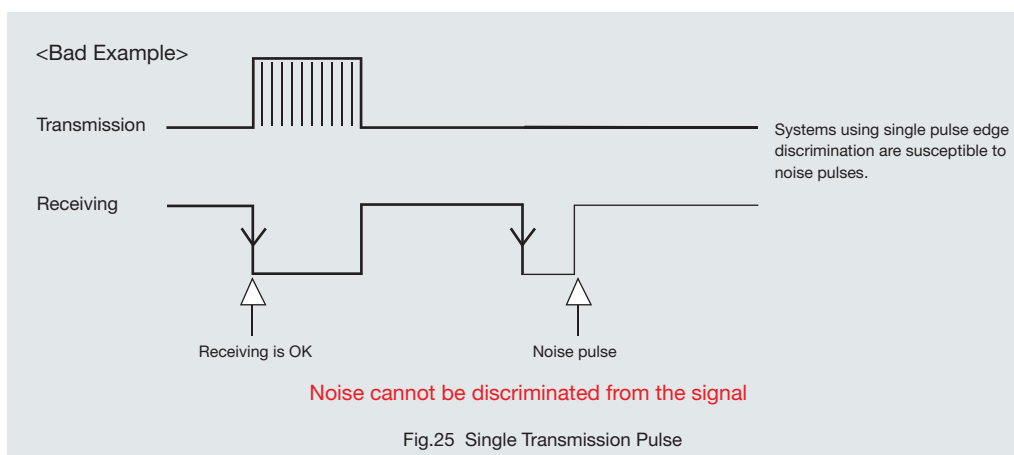 <Bad Example>
Transmission
Systems using single pulse edge
discrimination are susceptible to
noise pulses.
Receiving
Receiving is OK
Noise pulse
Noise cannot be discriminated from the signal
Fig.25 Single Transmission Pulse